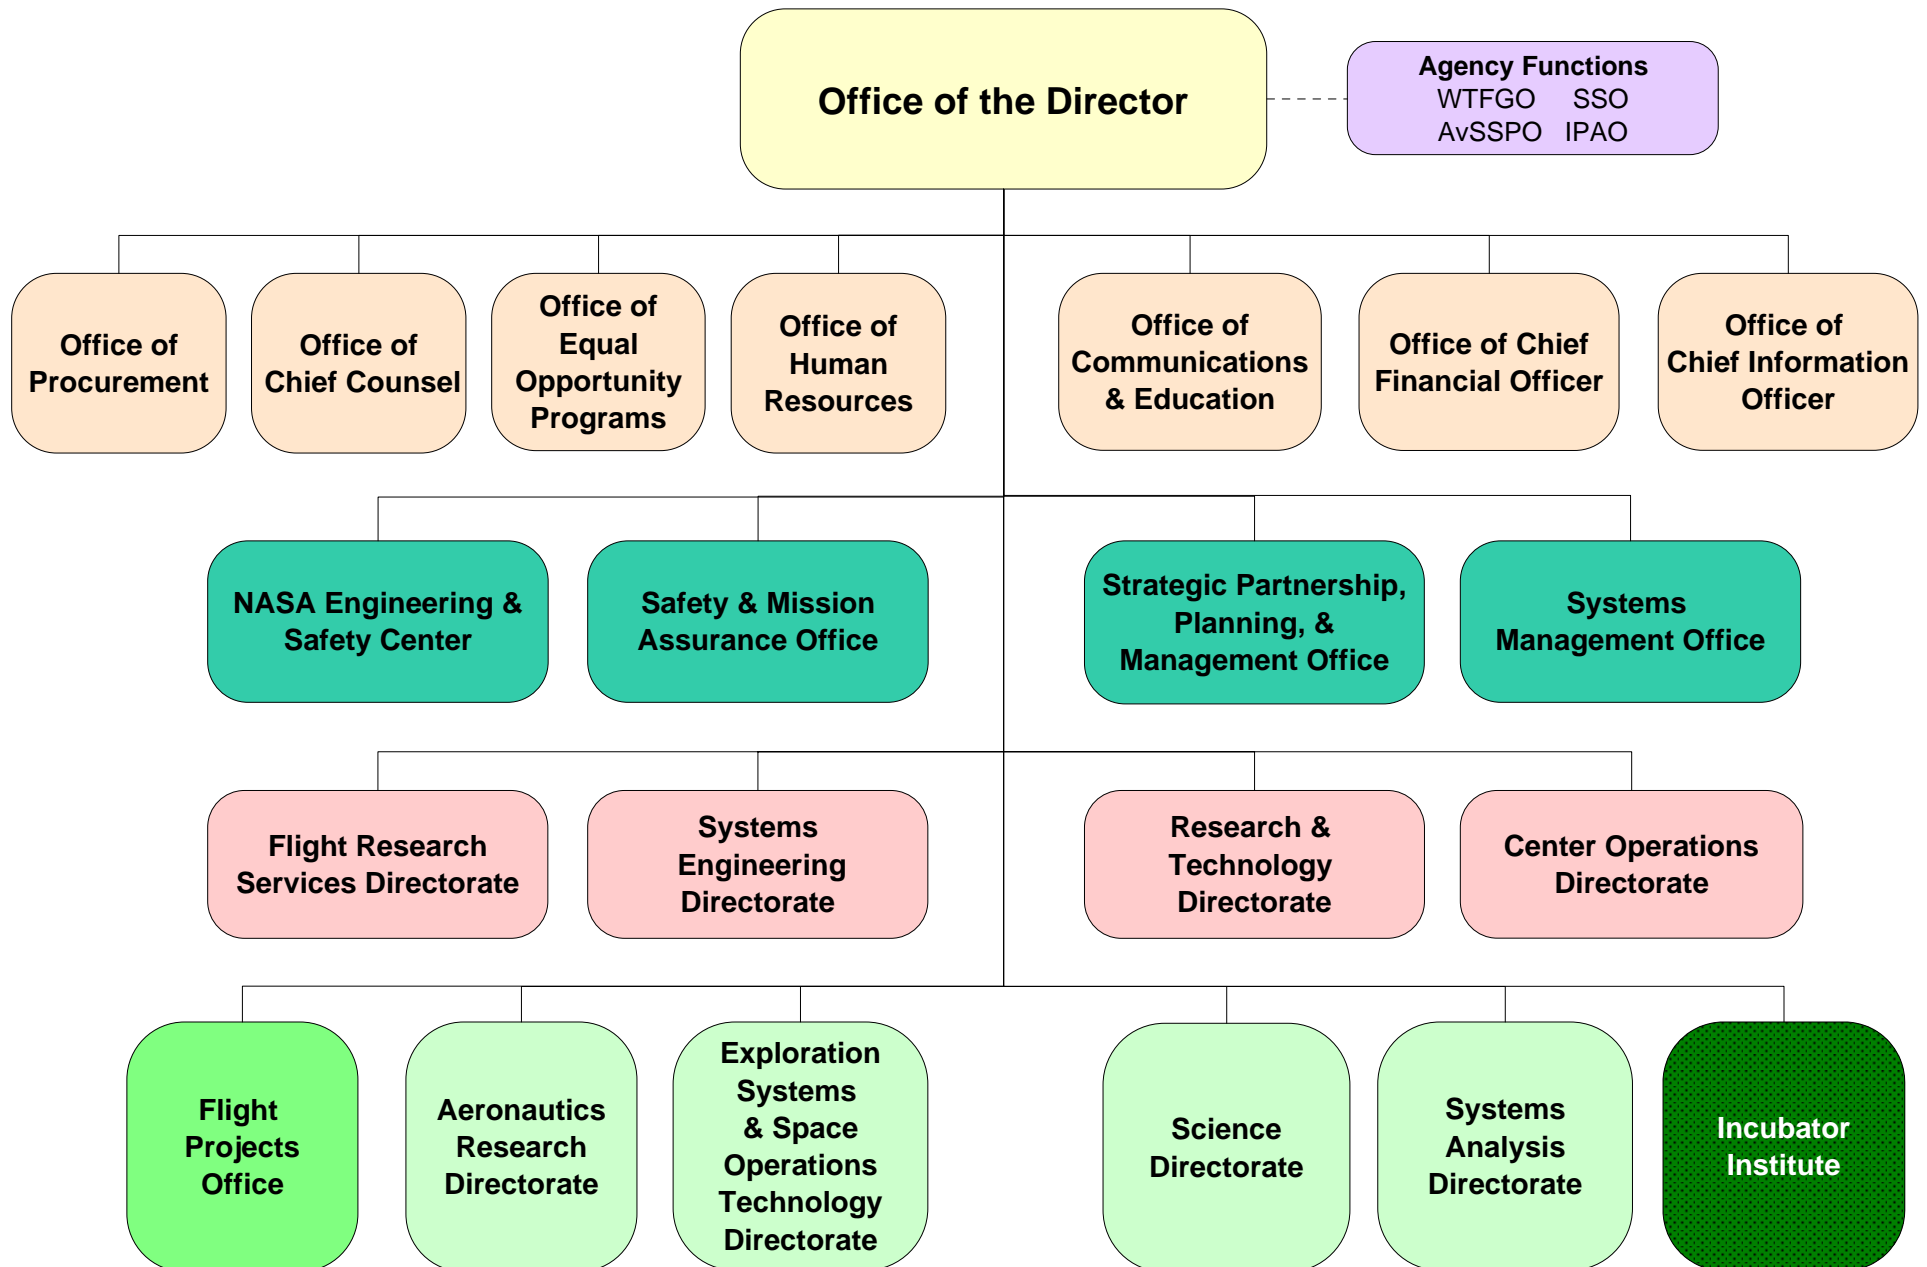 Office of the Director
Agency Functions
WTFGO SSO
AvSSPO IPAO
Office of
Procurement
Office of
Chief Counsel
Office of
Equal
Opportunity
Programs
Office of
Human
Resources
Office of
Communications
& Education
Office of Chief
Financial Officer
Office of
Chief Information
Officer
NASA Engineering &
Safety Center
Safety & Mission
Assurance Office
Strategic Partnership,
Planning, &
Management Office
Systems
Management Office
Flight Research
Services Directorate
Systems
Engineering
Directorate
Research &
Technology
Directorate
Center Operations
Directorate
Flight
Projects
Office
Aeronautics
Research
Directorate
Exploration
Systems
& Space
Operations
Technology
Directorate
Science
Directorate
Systems
Analysis
Directorate
Incubator
Institute